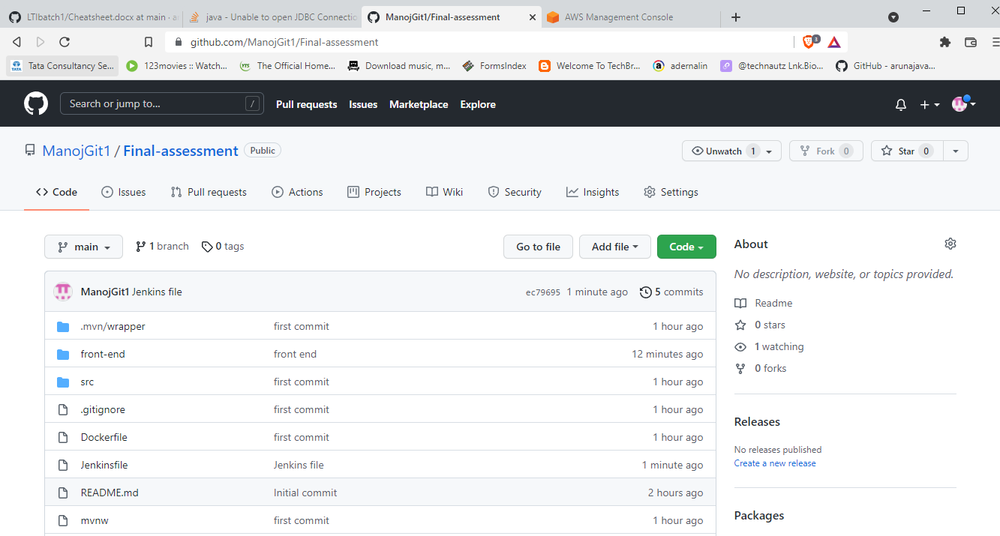 LTIbatch1/Cheatsheet.docx at main · a
java - Unable to open JDBC Connectio
ManojGit1/Final-assessment
AWS Management Console
github.com/ManojGit1/Final-assessment
3
Tata Consultancy Se...
123movies :: Watch...
The Official Home...
Download music, m...
FormsIndex
Welcome To TechBr...
adernalin
@technautz Lnk.Bio...
GitHub - arunajava...
Search or jump to...
/
Pull requests
Issues
Marketplace
Explore
ManojGit1 / Final-assessment
Public
Unwatch 1
Fork 0
Star 0
Code
Issues
Pull requests
Actions
Projects
Wiki
Security
Insights
Settings
main
1 branch
0 tags
Go to file
Add file
Code
ManojGit1 Jenkins file ec79695 1 minute ago 5 commits
.mvn/wrapper first commit 1 hour ago
front-end front end 12 minutes ago
src first commit 1 hour ago
.gitignore first commit 1 hour ago
Dockerfile first commit 1 hour ago
Jenkinsfile Jenkins file 1 minute ago
README.md Initial commit 2 hours ago
mvnw first commit 1 hour ago
About
No description, website, or topics provided.
Readme
0 stars
1 watching
0 forks
Releases
No releases published
Create a new release
Packages